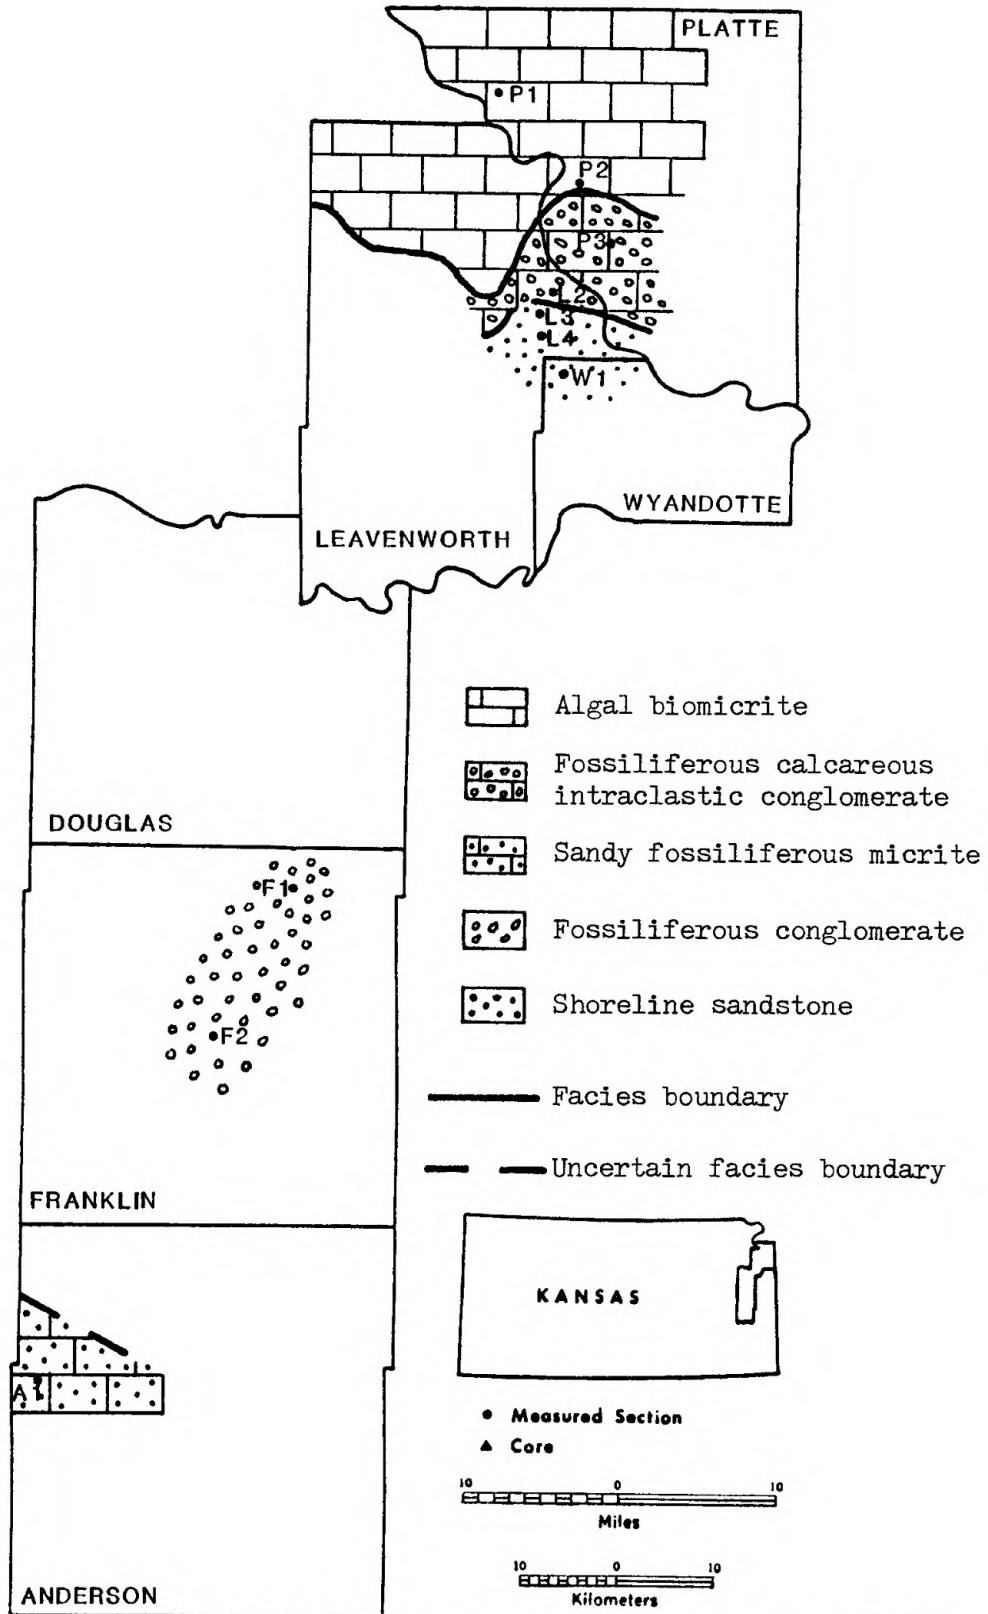 PLATTE
P1
P2
P3
L2
L3
L4
W1
WYANDOTTE
LEAVENWORTH
Algal biomicrite
Fossiliferous calcareous
intraclastic conglomerate
DOUGLAS
Sandy fossiliferous micrite
F1
Fossiliferous conglomerate
Shoreline sandstone
F2
Facies boundary
Uncertain facies boundary
FRANKLIN
KANSAS
A1
Measured Section
Core
10 0 10
Miles
10 0 10
Kilometers
ANDERSON